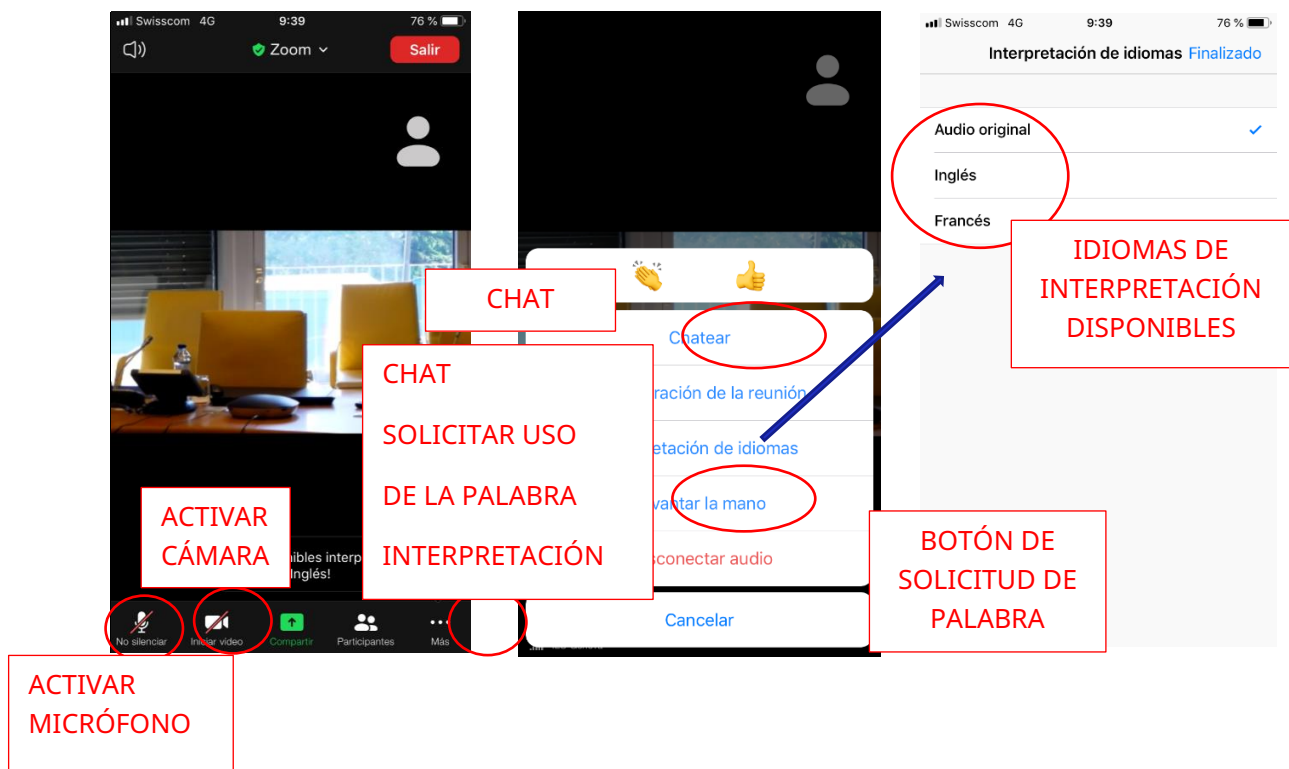 Swisscom 4G 9:39 76 %
Zoom
Salir
CHAT
CHAT
SOLICITAR USO
DE LA PALABRA
INTERPRETACIÓN
ACTIVAR
CÁMARA
nibles interp
Inglés!
No silenciar Iniciar vídeo Compartir Participantes Más
ACTIVAR
MICRÓFONO
Chatear
ración de la reunión
etación de idiomas
vantar la mano
sconectar audio
Cancelar
BOTÓN DE
SOLICITUD DE
PALABRA
Swisscom 4G 9:39 76 %
Interpretación de idiomas Finalizado
Audio original
Inglés
Francés
IDIOMAS DE
INTERPRETACIÓN
DISPONIBLES